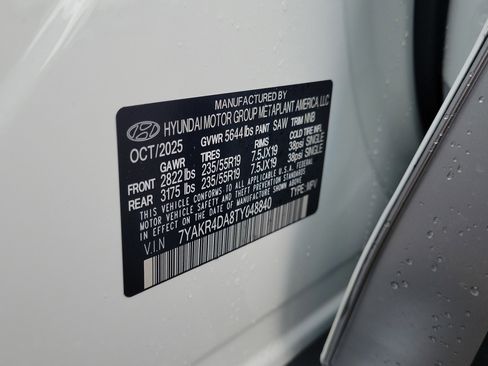 MANUFACTURED BY
HYUNDAI MOTOR GROUP METAPLANT AMERICA, LLC
OCT/2025 GVWR 5644 lbs PAINT SAW TRIM NNB
GAWR TIRES RIMS COLD TIRE INFL.
FRONT 2822 lbs 235/55R19 7.5JX19 38psi SINGLE
REAR 3175 lbs 235/55R19 7.5JX19 38psi SINGLE
THIS VEHICLE CONFORMS TO ALL APPLICABLE
FEDERAL MOTOR VEHICLE SAFETY, BUMPER
AND THEFT PREVENTION STANDARDS IN EFFECT
ON THE DATE OF MANUFACTURE SHOWN ABOVE.
7YAKR4DA8TY048840 TYPE: MPV
V.I.N